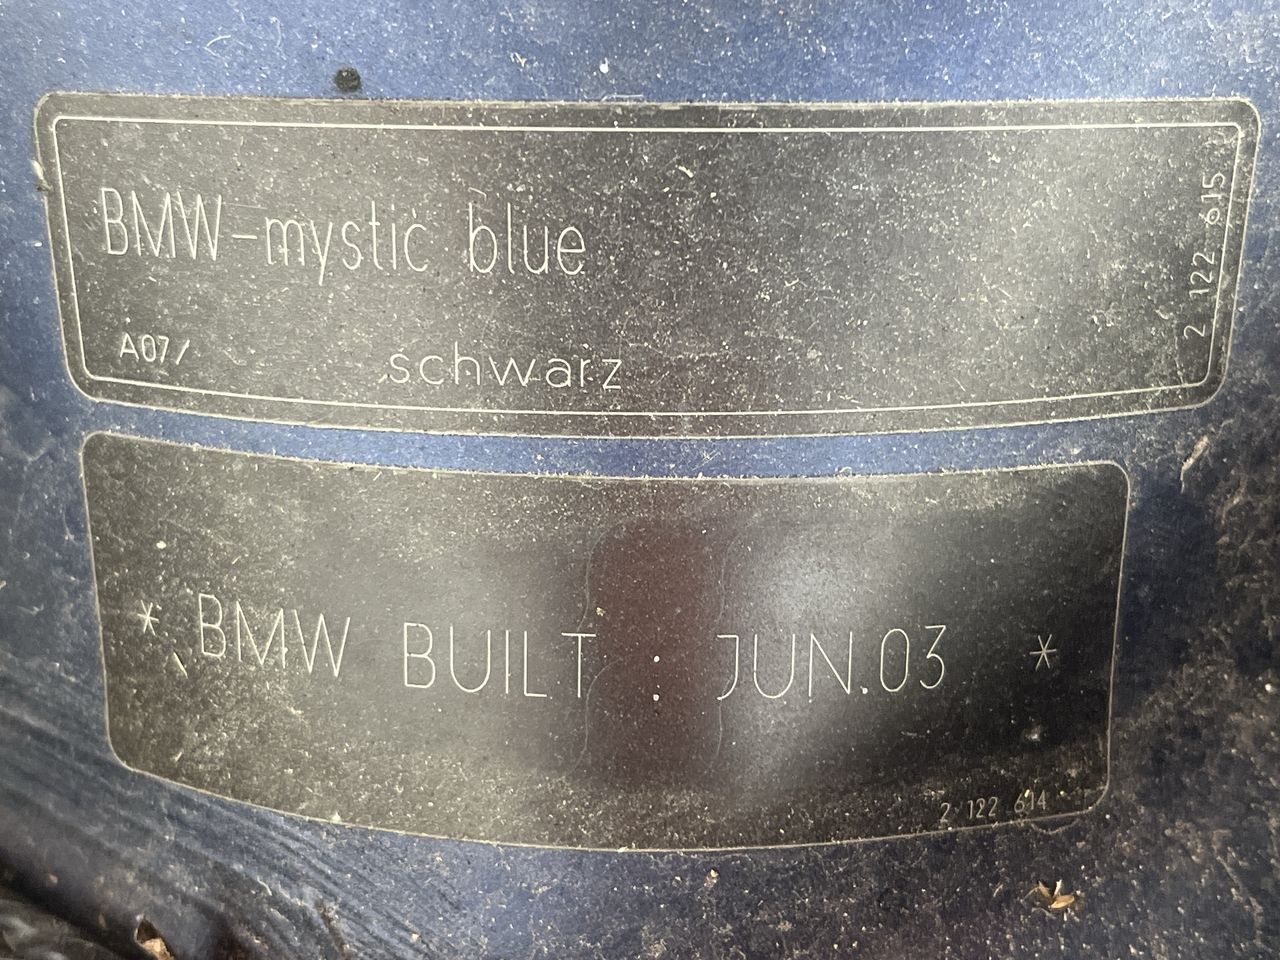 BMW-mystic blue
A07/ schwarz
2 122 615
* BMW BUILT : JUN.03 *
2 122 614